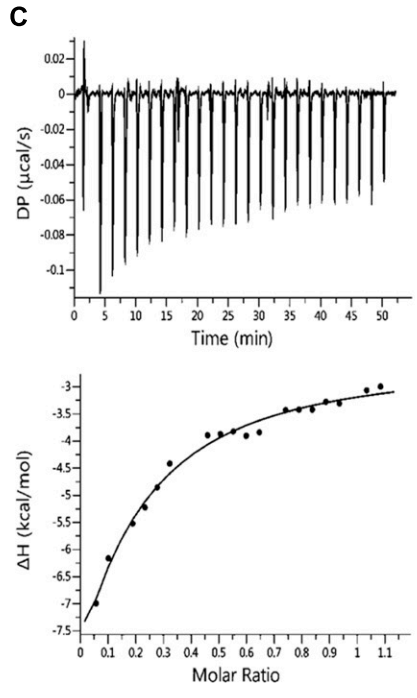 C
0.02
0
-0.02
-0.04
-0.06
-0.08
-0.1
DP (µcal/s)
0 5 10 15 20 25 30 35 40 45 50
Time (min)
-3
-3.5
-4
-4.5
-5
-5.5
-6
-6.5
-7
-7.5
ΔH (kcal/mol)
0 0.1 0.2 0.3 0.4 0.5 0.6 0.7 0.8 0.9 1 1.1
Molar Ratio